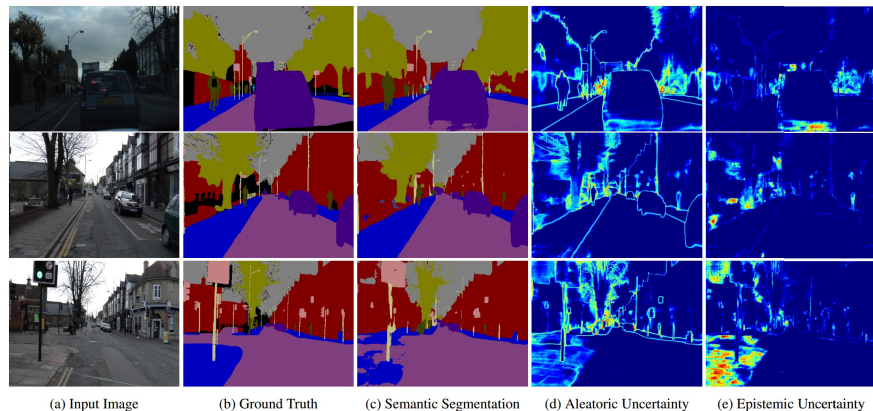 (a) Input Image
(b) Ground Truth
(c) Semantic Segmentation
(d) Aleatoric Uncertainty
(e) Epistemic Uncertainty